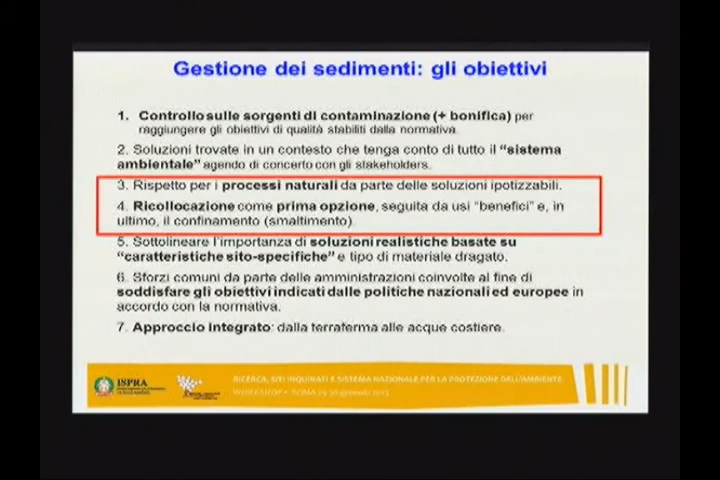 Gestione dei sedimenti: gli obiettivi
1. Controllo sulle sorgenti di contaminazione (+ bonifica) per
raggiungere gli obiettivi di qualità stabiliti dalla normativa.
2. Soluzioni trovate in un contesto che tenga conto di tutto il “sistema
ambientale” agendo di concerto con gli stakeholders.
3. Rispetto per i processi naturali da parte delle soluzioni ipotizzabili.
4. Ricollocazione come prima opzione, seguita da usi “benefici” e, in
ultimo, il confinamento (smaltimento).
5. Sottolineare l’importanza di soluzioni realistiche basate su
“caratteristiche sito-specifiche” e tipo di materiale dragato.
6. Sforzi comuni da parte delle amministrazioni coinvolte al fine di
soddisfare gli obiettivi indicati dalle politiche nazionali ed europee in
accordo con la normativa.
7. Approccio integrato: dalla terraferma alle acque costiere.
ISPRA
RICERCA, SITI INQUINATI E SISTEMA NAZIONALE PER LA PROTEZIONE DELL'AMBIENTE
WORKSHOP • ROMA